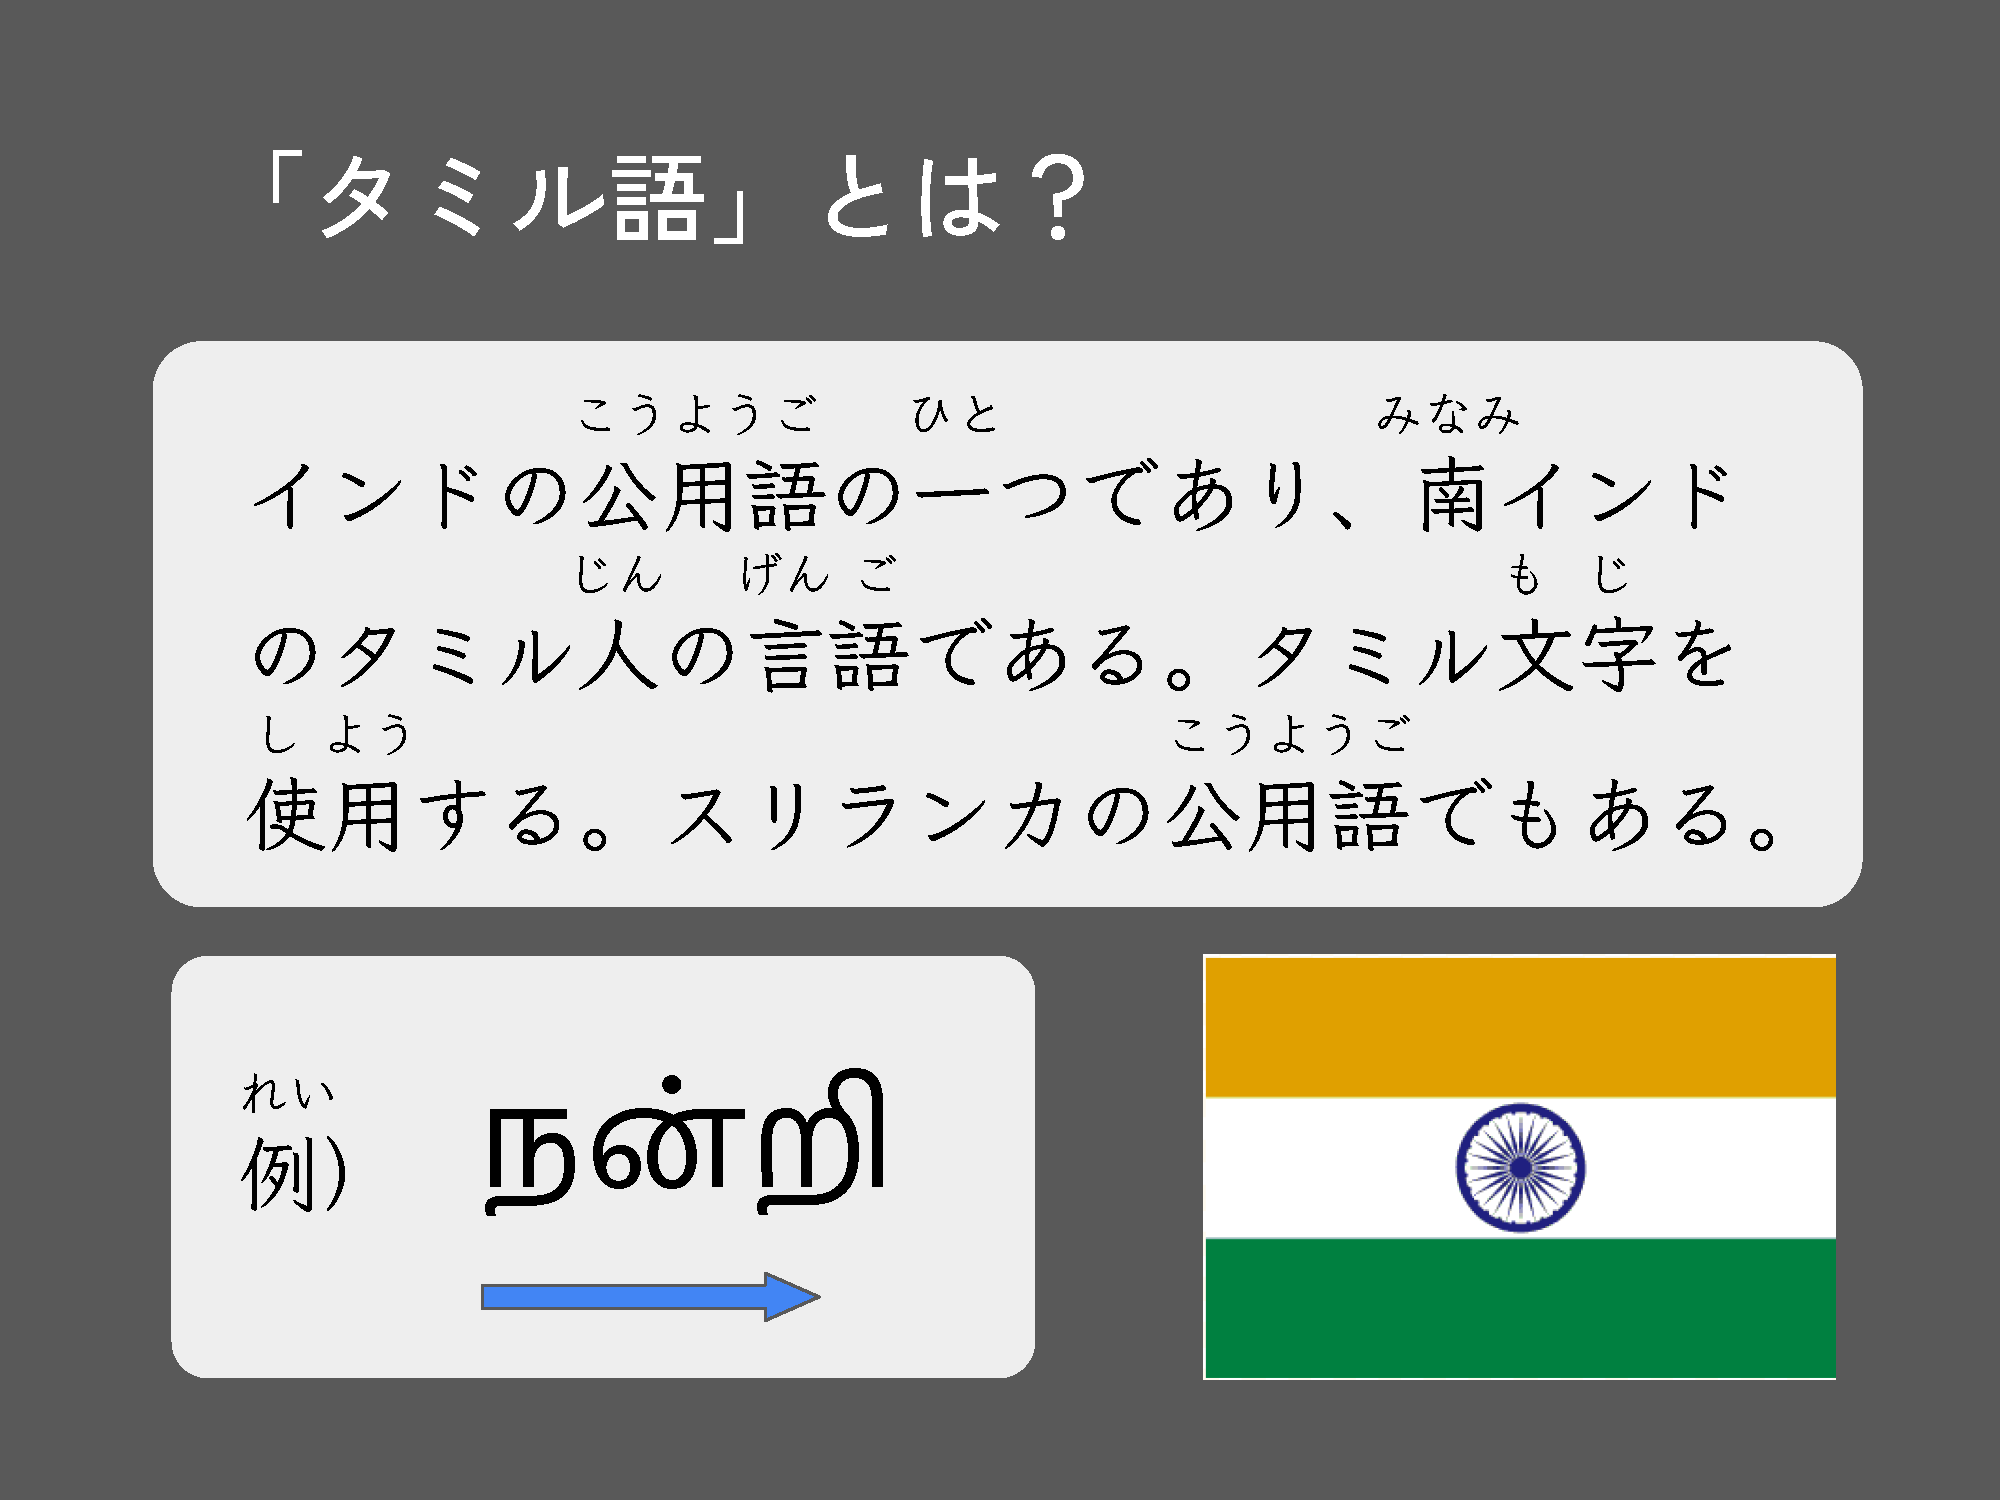 「タミル語」とは？
こうようご ひと みなみ
インドの公用語の一つであり、南インド
じん げん ご も じ
のタミル人の言語である。タミル文字を
し よう こうようご
使用する。スリランカの公用語でもある。
れい
例) நன்றி